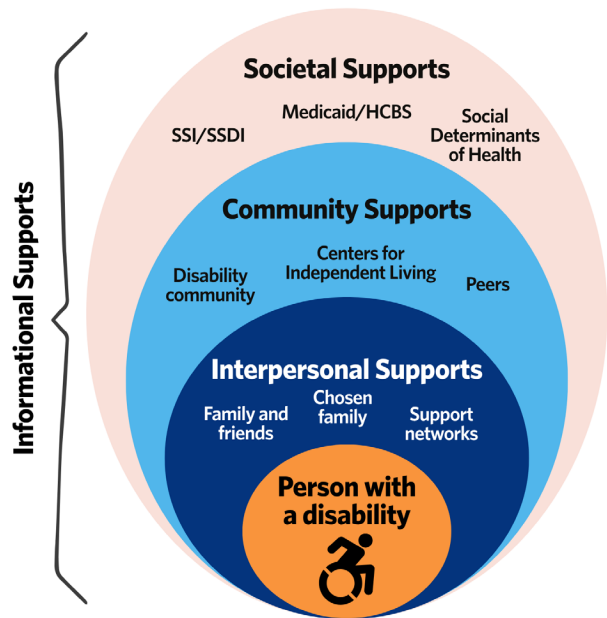 Informational Supports
Societal Supports
SSI/SSDI
Medicaid/HCBS
Social
Determinants
of Health
Community Supports
Disability
community
Centers for
Independent Living
Peers
Interpersonal Supports
Family and
friends
Chosen
family
Support
networks
Person with
a disability